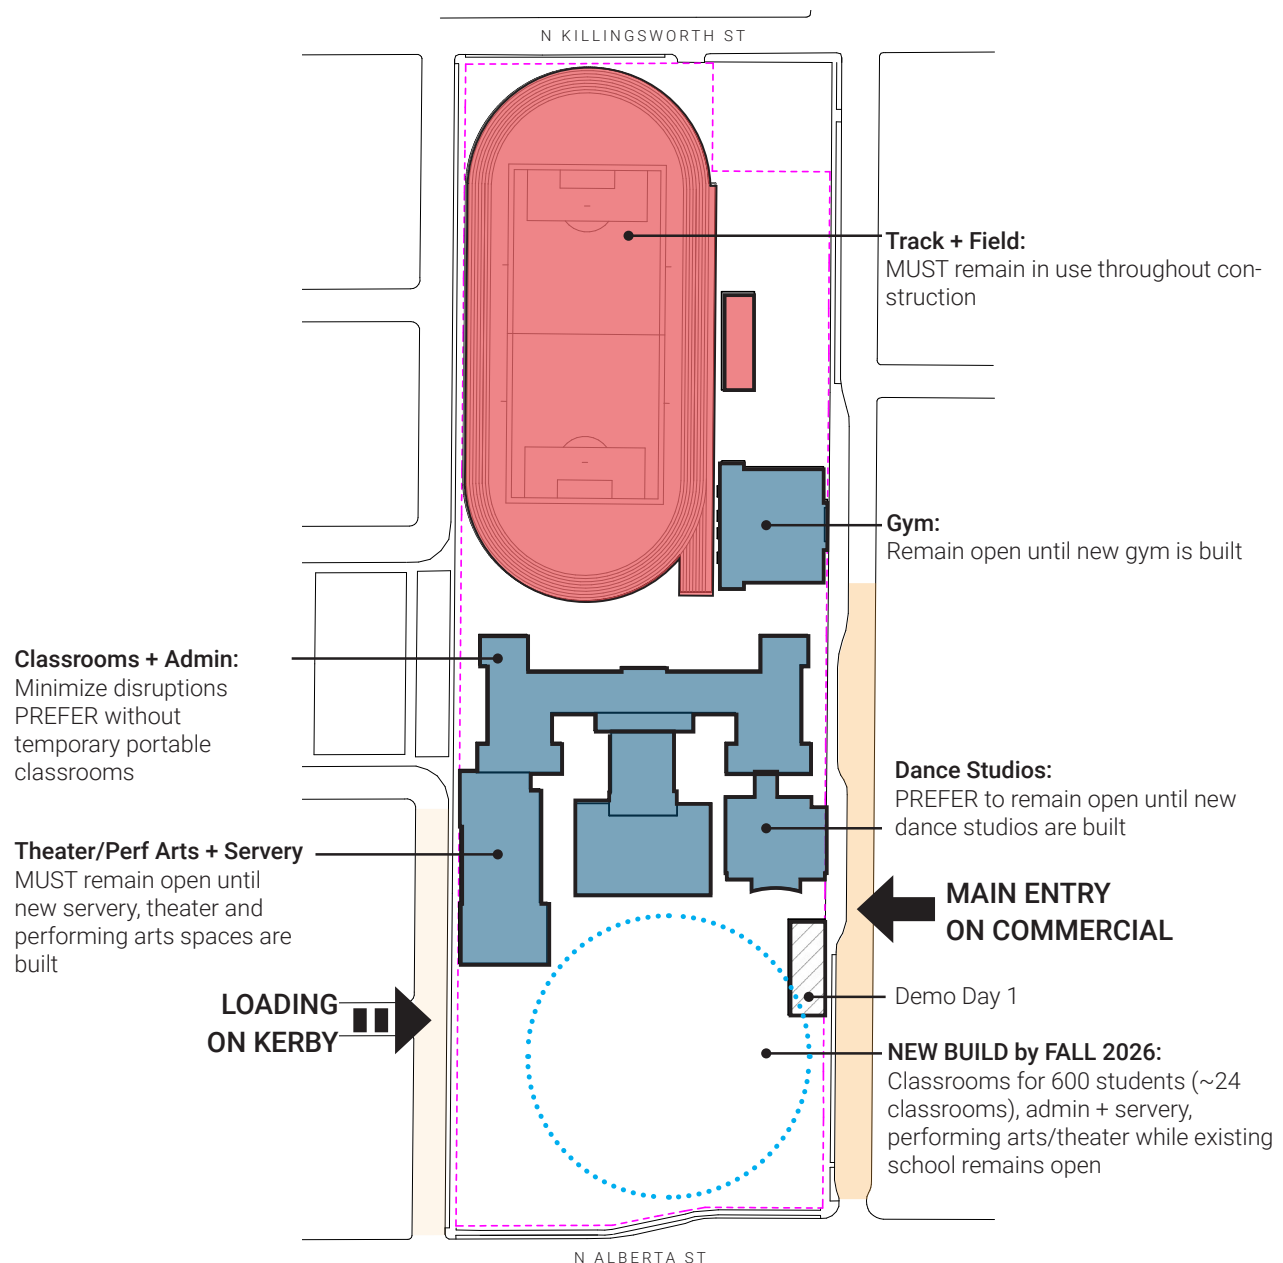 N KILLINGSWORTH ST
Track + Field:
MUST remain in use throughout con-
struction
Gym:
Remain open until new gym is built
Classrooms + Admin:
Minimize disruptions
PREFER without
temporary portable
classrooms
Dance Studios:
PREFER to remain open until new
dance studios are built
Theater/Perf Arts + Servery
MUST remain open until
new servery, theater and
performing arts spaces are
built
MAIN ENTRY
ON COMMERCIAL
LOADING
ON KERBY
Demo Day 1
NEW BUILD by FALL 2026:
Classrooms for 600 students (~24
classrooms), admin + servery,
performing arts/theater while existing
school remains open
N ALBERTA ST